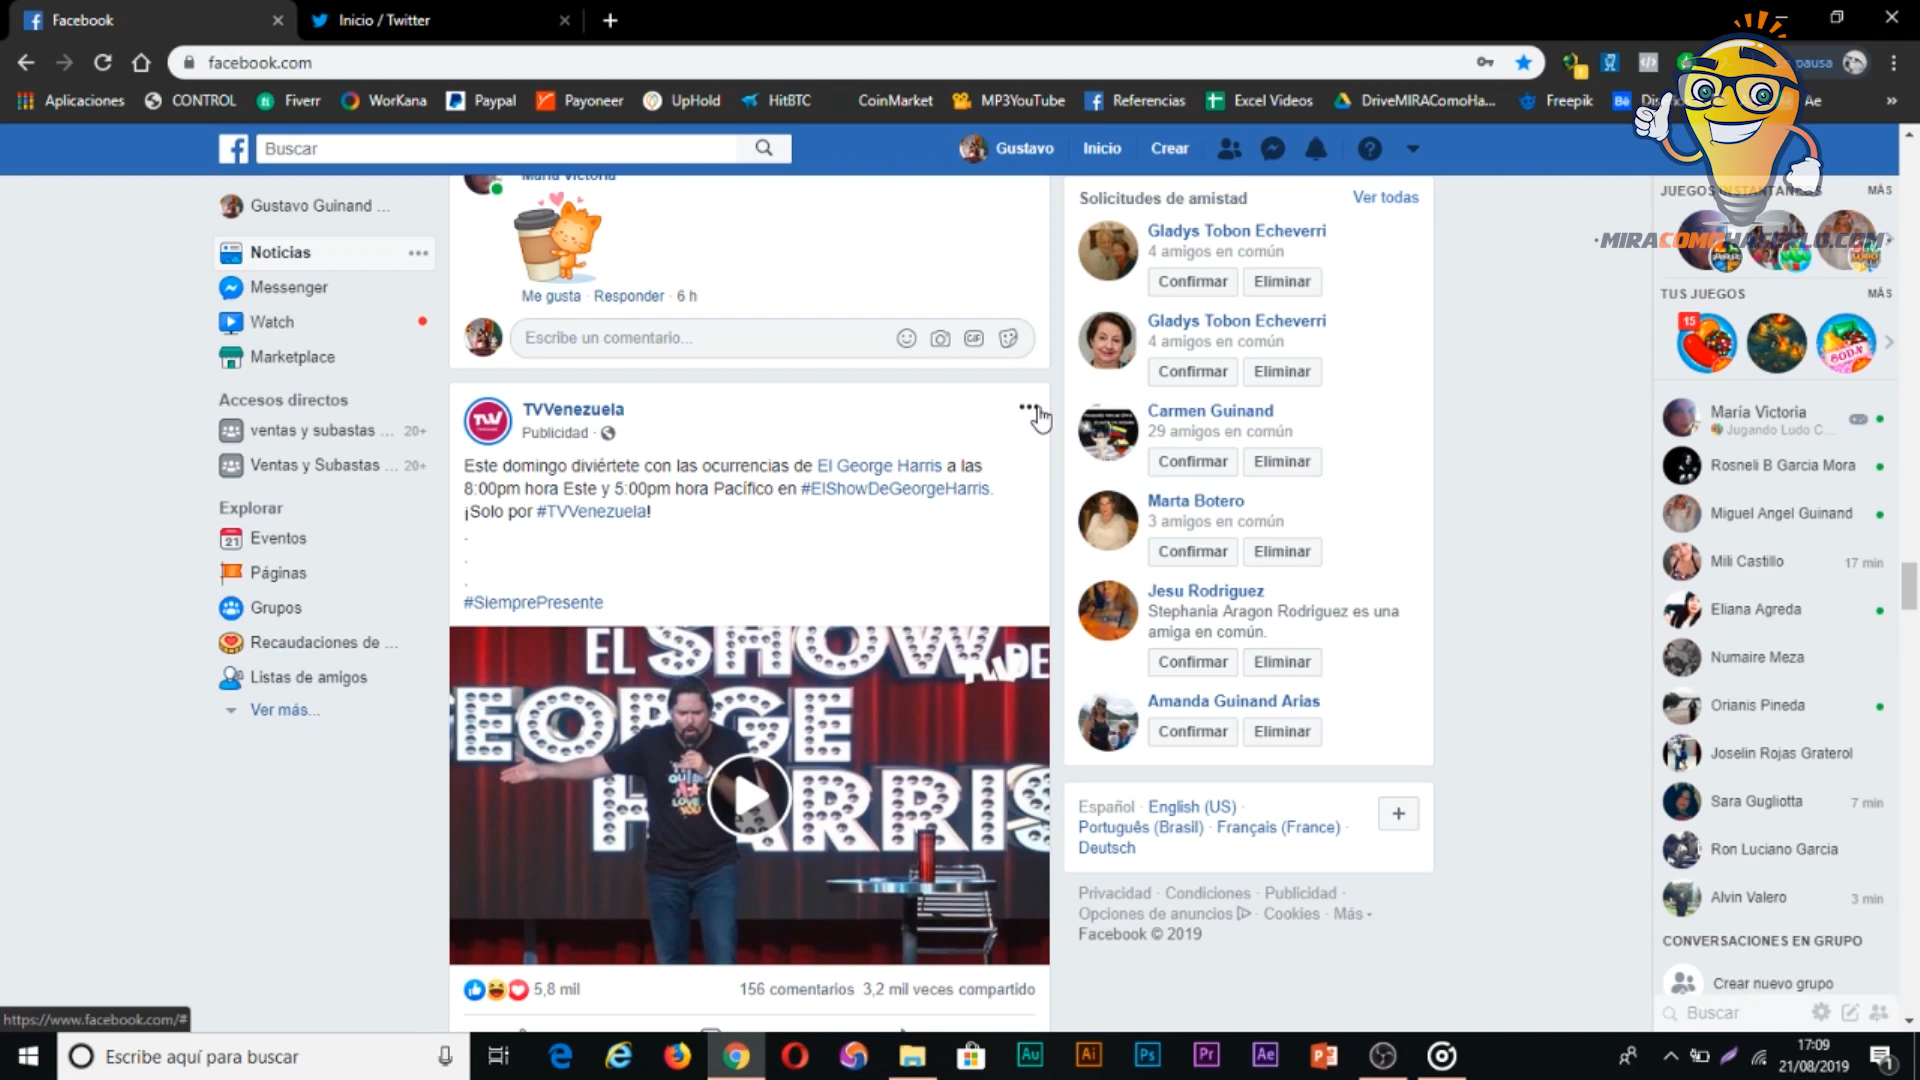 Facebook
Inicio / Twitter
facebook.com
pausa
Aplicaciones
CONTROL
Fiverr
WorKana
Paypal
Payoneer
UpHold
HitBTC
CoinMarket
MP3YouTube
Referencias
Excel Videos
DriveMIRAComoHa...
Freepik
Ae
»
Buscar
Gustavo
Inicio
Crear
Gustavo Guinand ...
Noticias
Messenger
Watch
Marketplace
Accesos directos
ventas y subastas ... 20+
Ventas y Subastas ... 20+
Explorar
21 Eventos
Páginas
Grupos
Recaudaciones de ...
Listas de amigos
Ver más...
María Victoria
Me gusta · Responder · 6 h
Escribe un comentario...
GIF
TVVenezuela
Publicidad ·
Este domingo diviértete con las ocurrencias de El George Harris a las
8:00pm hora Este y 5:00pm hora Pacífico en #ElShowDeGeorgeHarris.
¡Solo por #TVVenezuela!
.
.
.
#SiemprePresente
EL SHOW DE
GEORGE
HARRIS
5,8 mil
156 comentarios 3,2 mil veces compartido
Solicitudes de amistad
Ver todas
Gladys Tobon Echeverri
4 amigos en común
Confirmar Eliminar
Gladys Tobon Echeverri
4 amigos en común
Confirmar Eliminar
Carmen Guinand
29 amigos en común
Confirmar Eliminar
Marta Botero
3 amigos en común
Confirmar Eliminar
Jesu Rodriguez
Stephania Aragon Rodriguez es una
amiga en común.
Confirmar Eliminar
Amanda Guinand Arias
Confirmar Eliminar
Español · English (US) ·
Português (Brasil) · Français (France) ·
Deutsch
Privacidad · Condiciones · Publicidad ·
Opciones de anuncios · Cookies · Más
Facebook © 2019
JUEGOS INSTANTÁNEOS
MÁS
·MIRACOMOHACERLO.COM·
TUS JUEGOS
MÁS
15
SODA
María Victoria
Jugando Ludo C...
Rosneli B Garcia Mora
Miguel Angel Guinand
Mili Castillo 17 min
Eliana Agreda
Numaire Meza
Orianis Pineda
Joselin Rojas Graterol
Sara Gugliotta 7 min
Ron Luciano Garcia
Alvin Valero 3 min
CONVERSACIONES EN GRUPO
Crear nuevo grupo
Buscar
https://www.facebook.com/#
Escribe aquí para buscar
Au
Ai
Ps
Pr
Ae
17:09
21/08/2019
1